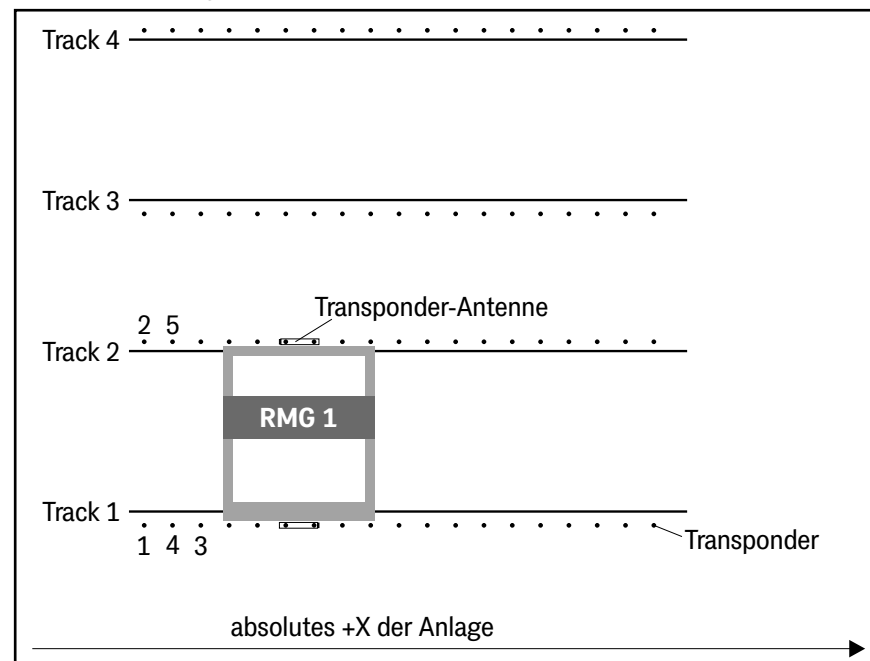 Track 4
Track 3
Transponder-Antenne
2 5
Track 2
RMG 1
Track 1
Transponder
1 4 3
absolutes +X der Anlage